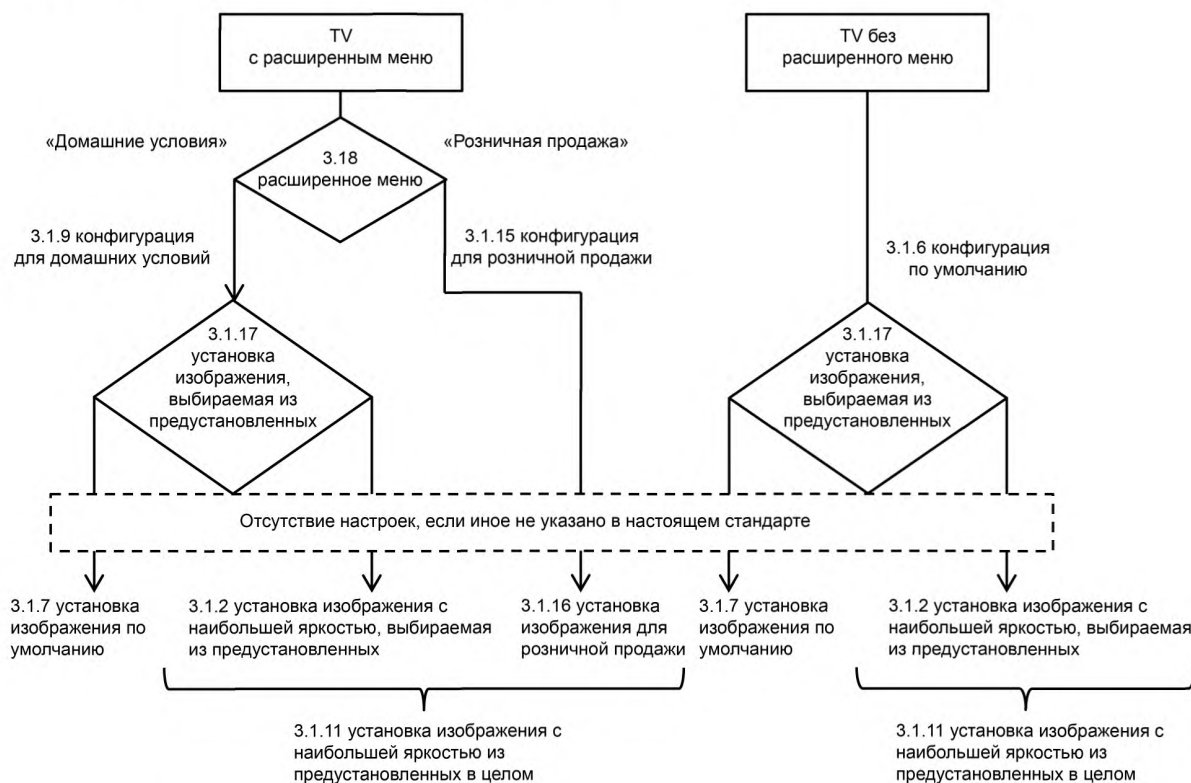 TV
с расширенным меню
TV без
расширенного меню
«Домашние условия»
«Розничная продажа»
3.18
расширенное меню
3.1.9 конфигурация
для домашних условий
3.1.15 конфигурация
для розничной продажи
3.1.6 конфигурация
по умолчанию
3.1.17
установка
изображения,
выбираемая из
предустановленных
3.1.17
установка
изображения,
выбираемая из
предустановленных
Отсутствие настроек, если иное не указано в настоящем стандарте
3.1.7 установка
изображения по
умолчанию
3.1.2 установка изображения с
наибольшей яркостью, выбираемая
из предустановленных
3.1.16 установка
изображения для
розничной продажи
3.1.7 установка
изображения по
умолчанию
3.1.2 установка изображения с
наибольшей яркостью, выбираемая
из предустановленных
3.1.11 установка изображения с
наибольшей яркостью из
предустановленных в целом
3.1.11 установка изображения с
наибольшей яркостью из
предустановленных в целом